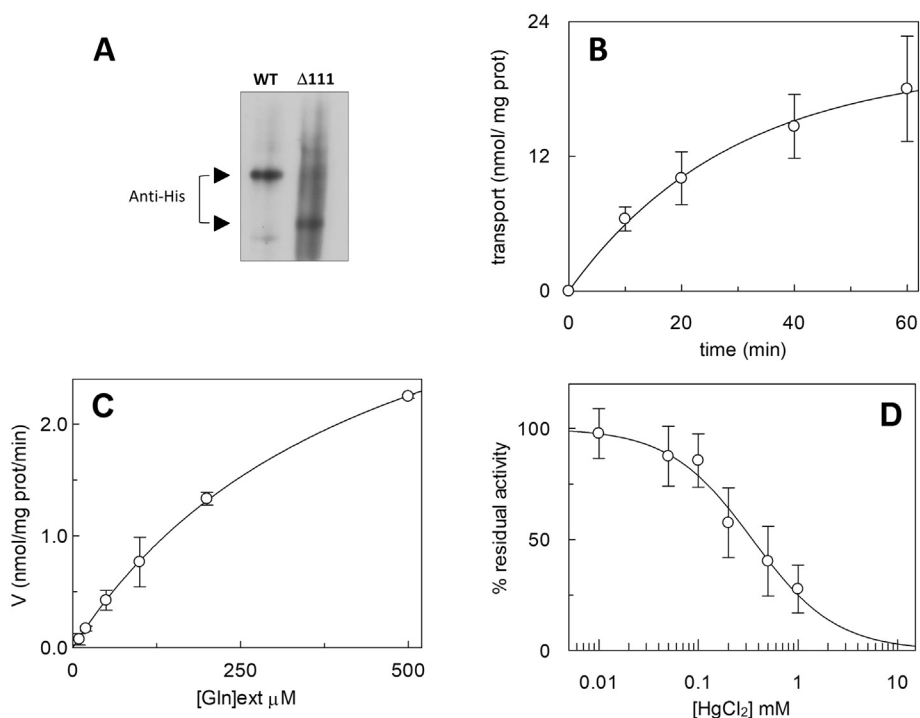 A
WT Δ111
Anti-His
B
transport (nmol/ mg prot)
24
12
0
0 20 40 60
time (min)
C
V (nmol/mg prot/min)
2.0
1.0
0.0
0 250 500
[Gln]ext μM
D
% residual activity
100
50
0
0.01 0.1 1 10
[HgCl₂] mM